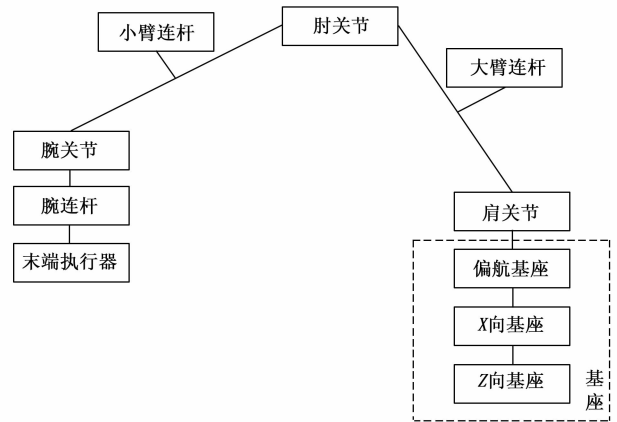 肘关节
小臂连杆
大臂连杆
腕关节
腕连杆
末端执行器
肩关节
偏航基座
X向基座
Z向基座
基座